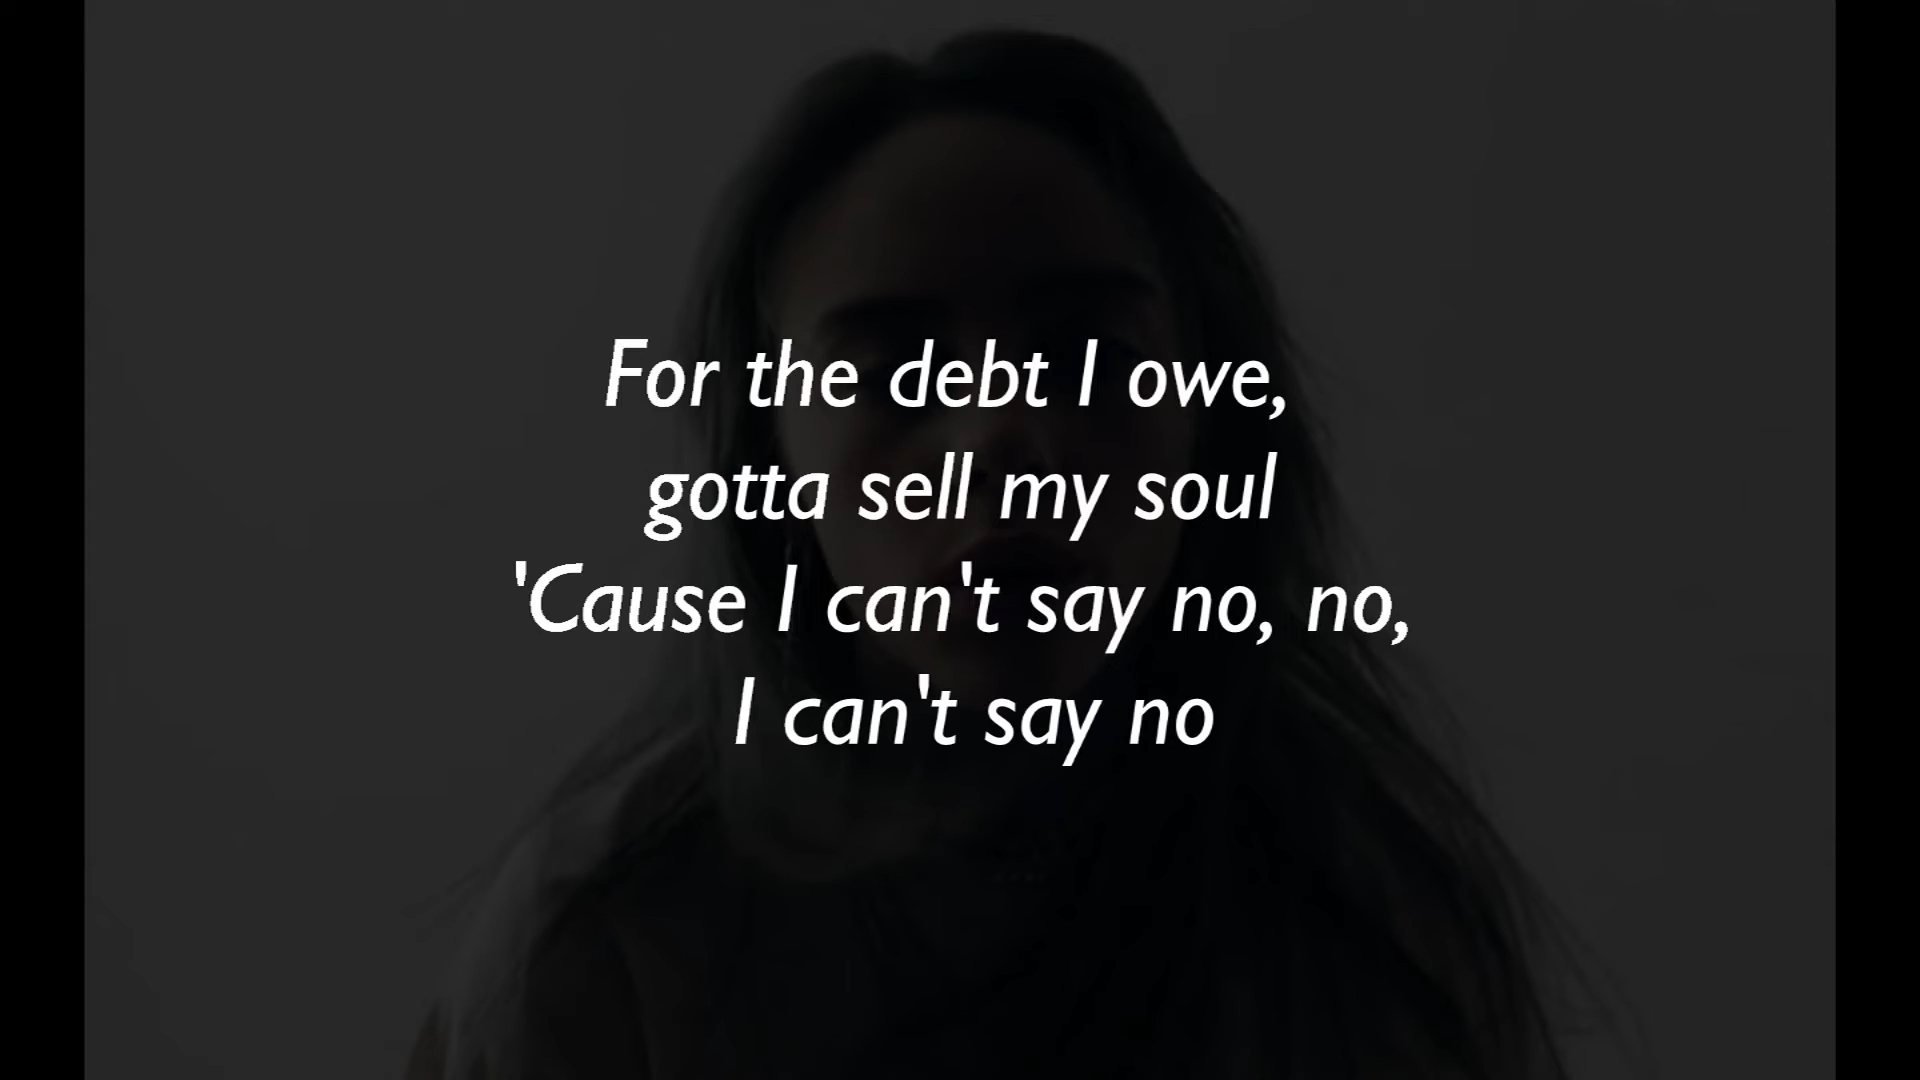 For the debt I owe,
gotta sell my soul
'Cause I can't say no, no,
I can't say no